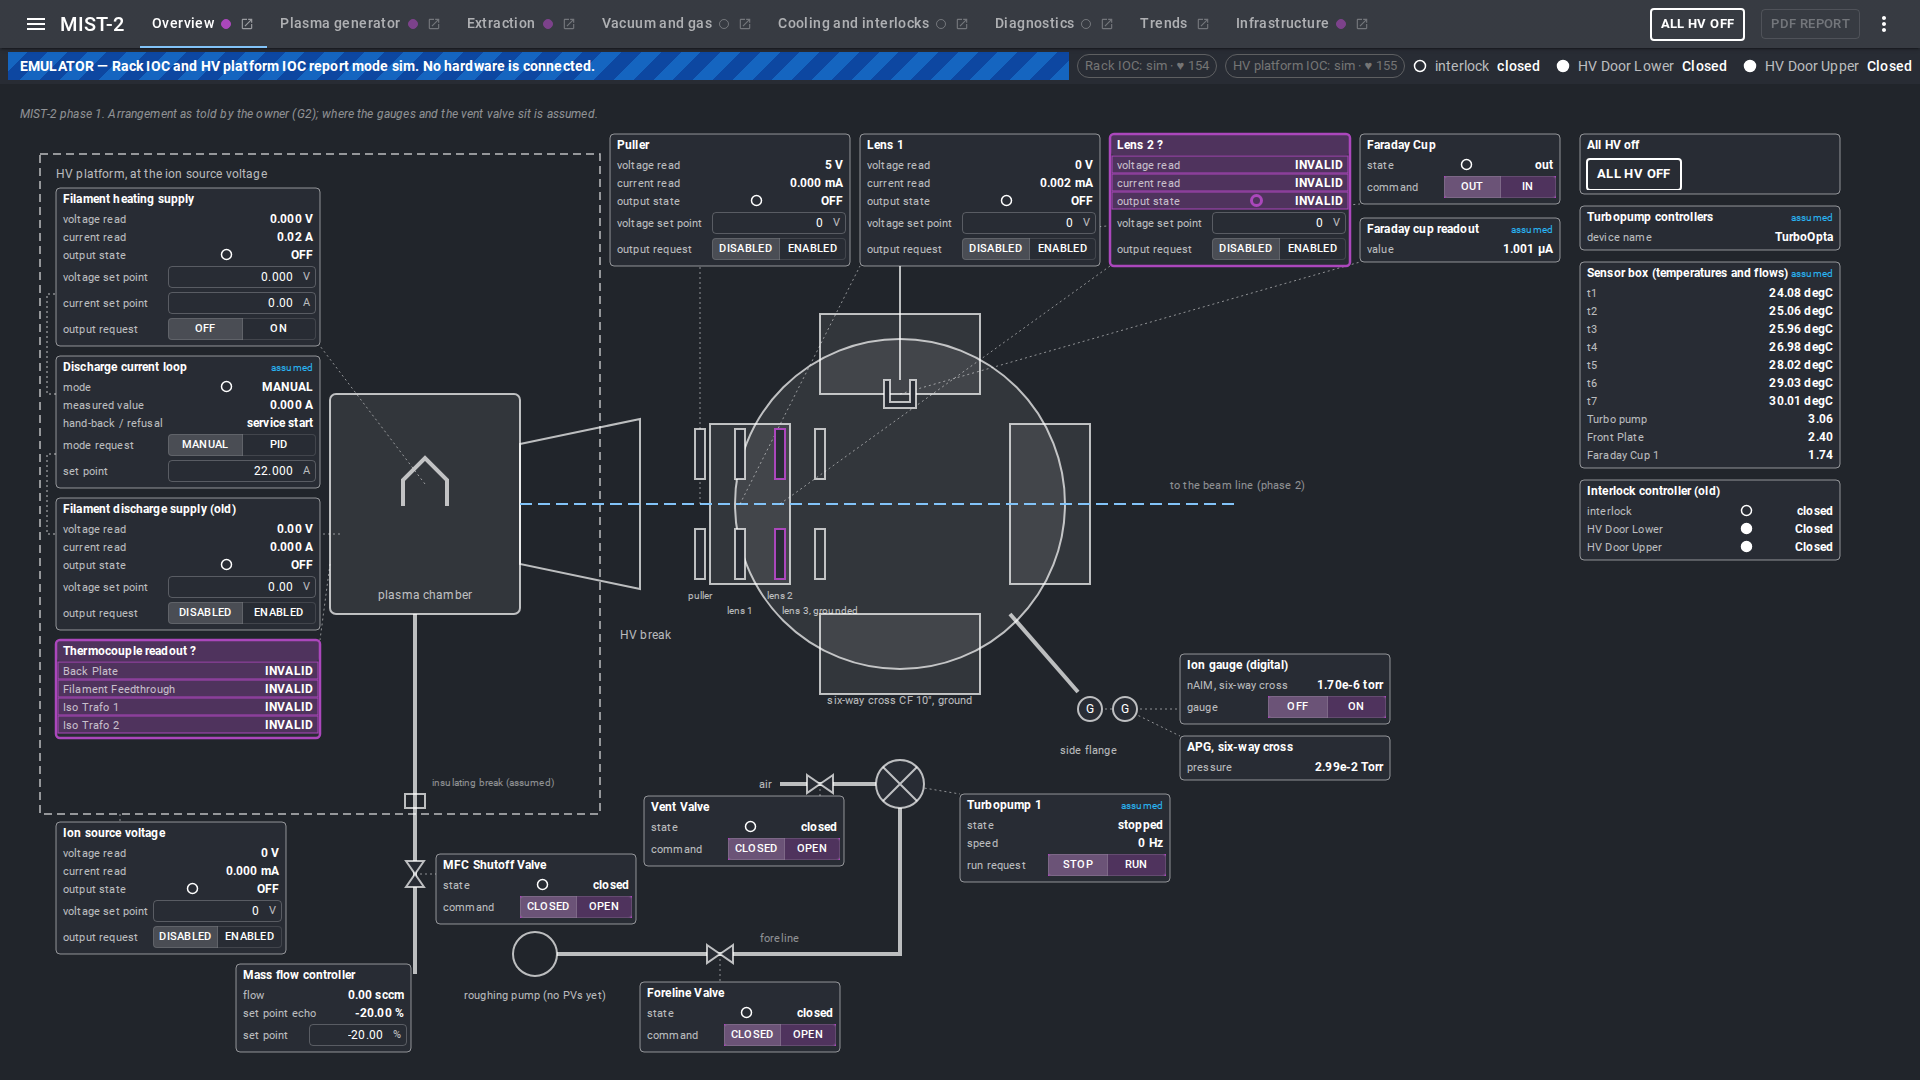 MIST-2 Overview Plasma generator Extraction Vacuum and gas Cooling and interlocks Diagnostics Trends Infrastructure ALL HV OFF PDF REPORT
EMULATOR — Rack IOC and HV platform IOC report mode sim. No hardware is connected. Rack IOC: sim · ♥ 154 HV platform IOC: sim · ♥ 155 interlock closed HV Door Lower Closed HV Door Upper Closed
MIST-2 phase 1. Arrangement as told by the owner (G2); where the gauges and the vent valve sit is assumed.
HV platform, at the ion source voltage
Filament heating supply
voltage read 0.000 V
current read 0.02 A
output state OFF
voltage set point 0.000 V
current set point 0.00 A
output request OFF ON
Discharge current loop assumed
mode MANUAL
measured value 0.000 A
hand-back / refusal service start
mode request MANUAL PID
set point 22.000 A
Filament discharge supply (old)
voltage read 0.00 V
current read 0.000 A
output state OFF
voltage set point 0.00 V
output request DISABLED ENABLED
Thermocouple readout ?
Back Plate INVALID
Filament Feedthrough INVALID
Iso Trafo 1 INVALID
Iso Trafo 2 INVALID
plasma chamber
insulating break (assumed)
Ion source voltage
voltage read 0 V
current read 0.000 mA
output state OFF
voltage set point 0 V
output request DISABLED ENABLED
Mass flow controller
flow 0.00 sccm
set point echo -20.00 %
set point -20.00 %
MFC Shutoff Valve
state closed
command CLOSED OPEN
roughing pump (no PVs yet)
Puller
voltage read 5 V
current read 0.000 mA
output state OFF
voltage set point 0 V
output request DISABLED ENABLED
Lens 1
voltage read 0 V
current read 0.002 mA
output state OFF
voltage set point 0 V
output request DISABLED ENABLED
Lens 2 ?
voltage read INVALID
current read INVALID
output state INVALID
voltage set point 0 V
output request DISABLED ENABLED
Faraday Cup
state out
command OUT IN
Faraday cup readout assumed
value 1.001 µA
to the beam line (phase 2)
puller
lens 1
lens 2
lens 3, grounded
HV break
six-way cross CF 10", ground
G G
side flange
Ion gauge (digital)
nAIM, six-way cross 1.70e-6 torr
gauge OFF ON
APG, six-way cross
pressure 2.99e-2 Torr
air
Vent Valve
state closed
command CLOSED OPEN
Turbopump 1 assumed
state stopped
speed 0 Hz
run request STOP RUN
foreline
Foreline Valve
state closed
command CLOSED OPEN
All HV off
ALL HV OFF
Turbopump controllers assumed
device name TurboOpta
Sensor box (temperatures and flows) assumed
t1 24.08 degC
t2 25.06 degC
t3 25.96 degC
t4 26.98 degC
t5 28.02 degC
t6 29.03 degC
t7 30.01 degC
Turbo pump 3.06
Front Plate 2.40
Faraday Cup 1 1.74
Interlock controller (old)
interlock closed
HV Door Lower Closed
HV Door Upper Closed